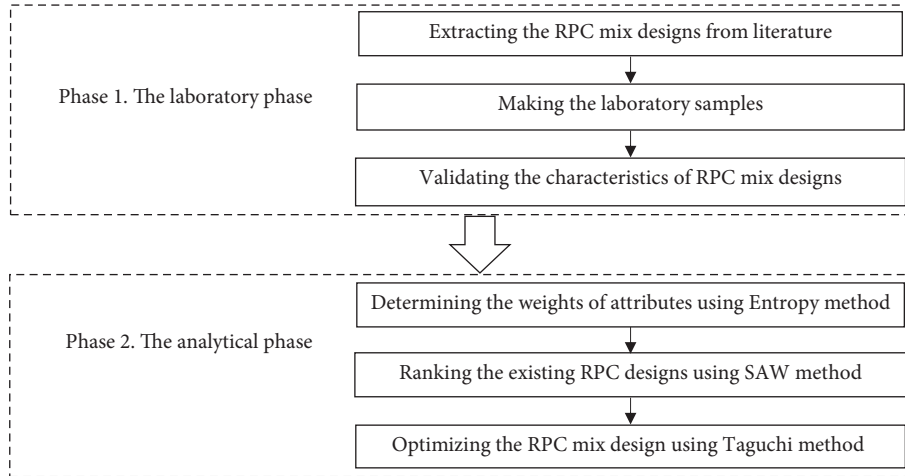 Phase 1. The laboratory phase
Extracting the RPC mix designs from literature
Making the laboratory samples
Validating the characteristics of RPC mix designs
Phase 2. The analytical phase
Determining the weights of attributes using Entropy method
Ranking the existing RPC designs using SAW method
Optimizing the RPC mix design using Taguchi method